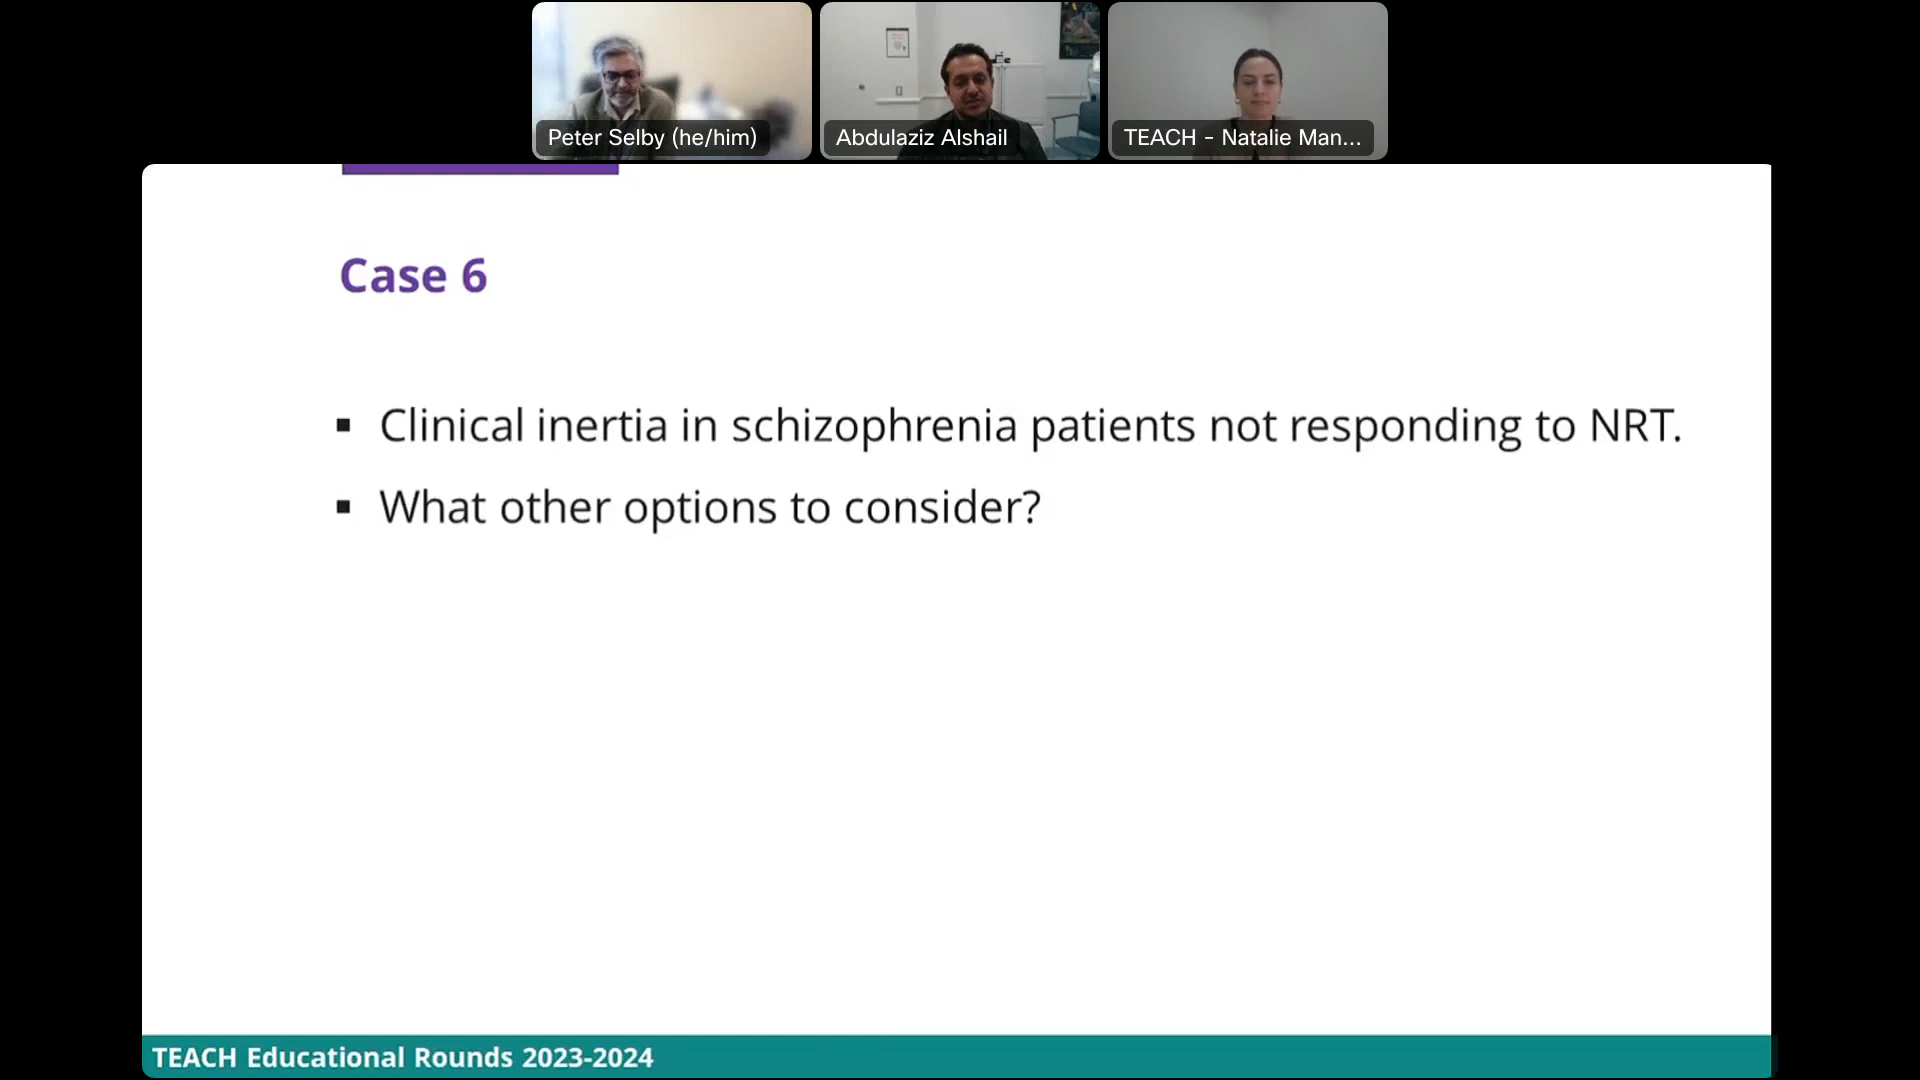 Peter Selby (he/him)
Abdulaziz Alshail
TEACH - Natalie Man...
Case 6
▪ Clinical inertia in schizophrenia patients not responding to NRT.
▪ What other options to consider?
TEACH Educational Rounds 2023-2024